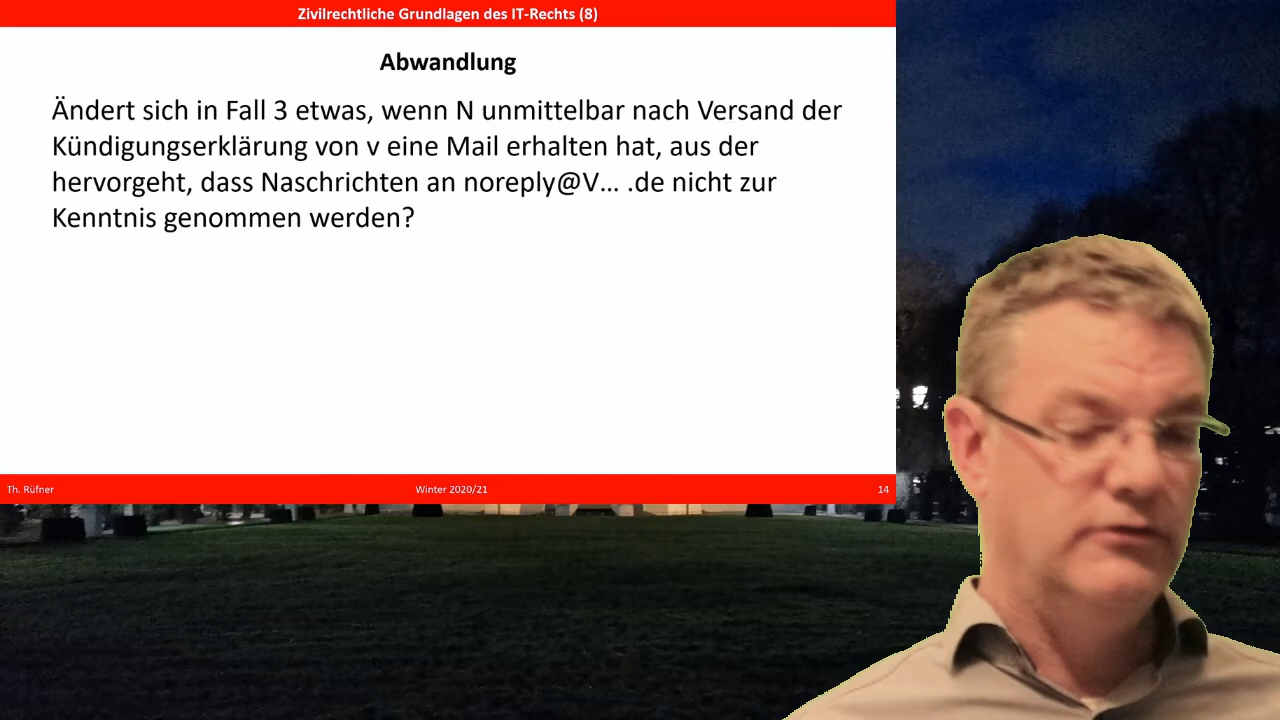 Zivilrechtliche Grundlagen des IT-Rechts (8)
Abwandlung
Ändert sich in Fall 3 etwas, wenn N unmittelbar nach Versand der
Kündigungserklärung von v eine Mail erhalten hat, aus der
hervorgeht, dass Naschrichten an noreply@V... .de nicht zur
Kenntnis genommen werden?
Th. Rüfner
Winter 2020/21
14